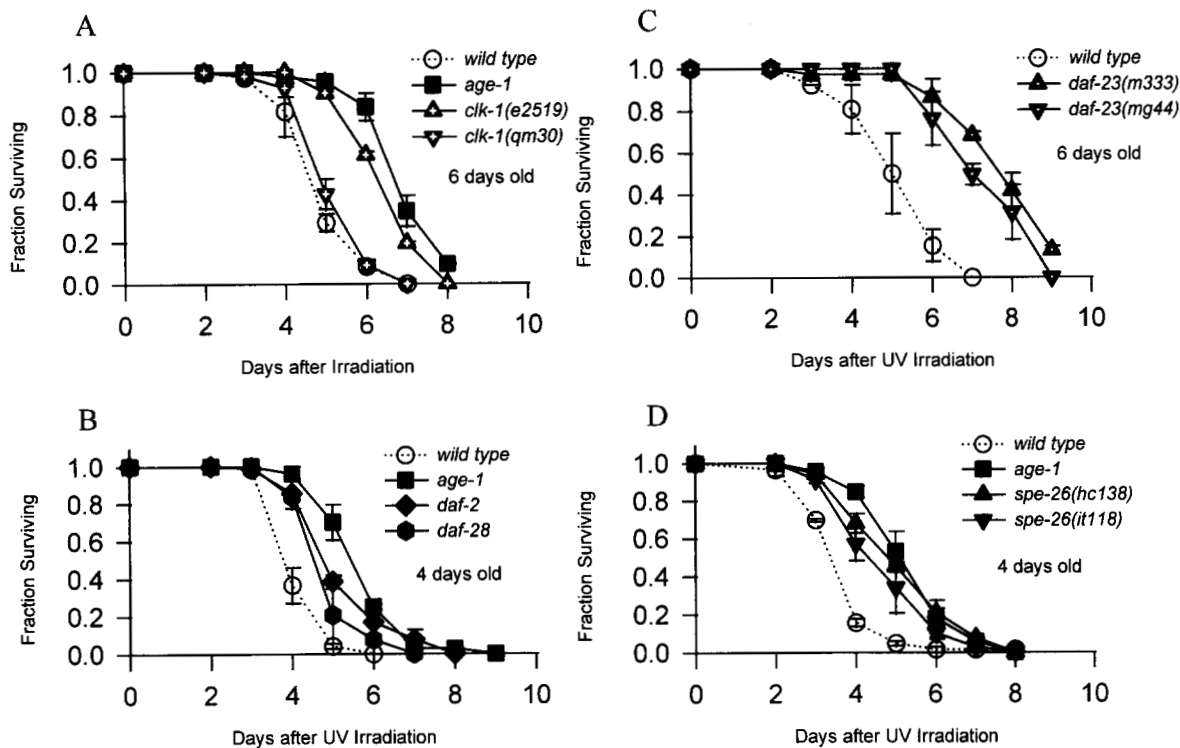 A
wild type
age-1
clk-1(e2519)
clk-1(qm30)
6 days old
Fraction Surviving
1.0
0.8
0.6
0.4
0.2
0.0
0 2 4 6 8 10
Days after Irradiation
C
wild type
daf-23(m333)
daf-23(mg44)
6 days old
Fraction Surviving
1.0
0.8
0.6
0.4
0.2
0.0
0 2 4 6 8 10
Days after UV Irradiation
B
wild type
age-1
daf-2
daf-28
4 days old
Fraction Surviving
1.0
0.8
0.6
0.4
0.2
0.0
0 2 4 6 8 10
Days after UV Irradiation
D
wild type
age-1
spe-26(hc138)
spe-26(it118)
4 days old
Fraction Surviving
1.0
0.8
0.6
0.4
0.2
0.0
0 2 4 6 8 10
Days after UV Irradiation